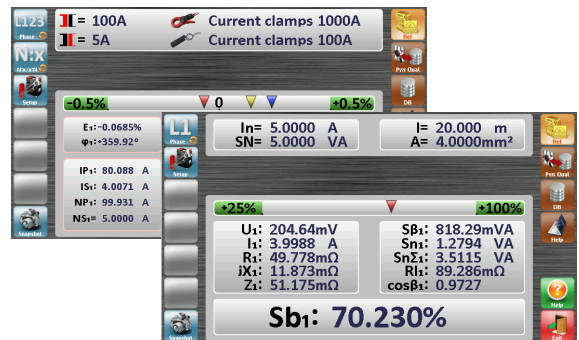 L123
Phase
= 100A
Current clamps 1000A
Ref
N:x
= 5A
Current clamps 100A
Pwr Qual
Setup
DB
-0.5%
0
+0.5%
E₁: -0.0685%
φ₁: +359.92°
IP₁: 80.088 A
IS₁: 4.0071 A
NP₁: 99.931 A
NS₁= 5.0000 A
Snapshot
L1
Phase
In= 5.0000 A
SN= 5.0000 VA
l= 20.000 m
A= 4.0000mm²
Ref
Setup
Pwr Qual
DB
Help
+25%
+100%
U₁: 204.64mV
I₁: 3.9988 A
R₁: 49.778mΩ
jX₁: 11.873mΩ
Z₁: 51.175mΩ
Sβ₁: 818.29mVA
Sn₁: 1.2794 VA
SnΣ₁: 3.5115 VA
Rl₁: 89.286mΩ
cosβ₁: 0.9727
Sb₁: 70.230%
Snapshot
Help
Exit